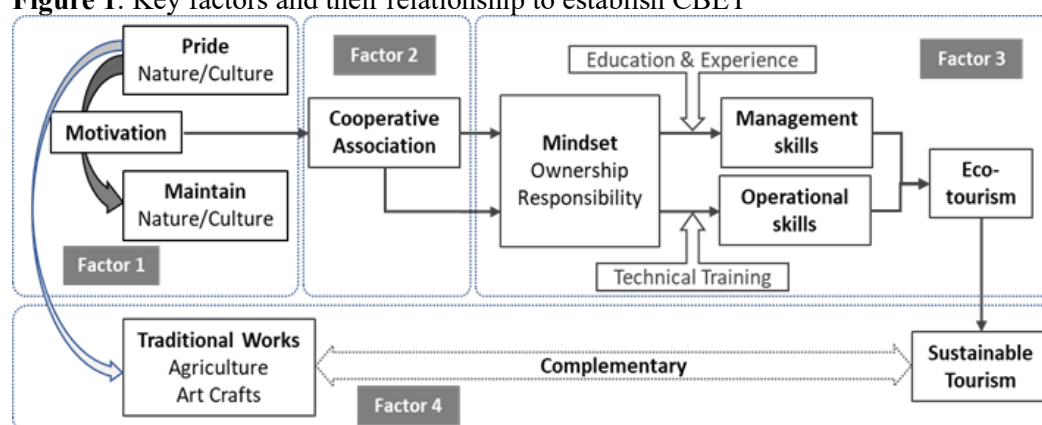 Figure 1. Key factors and their relationship to establish CBET
Pride
Nature/Culture
Motivation
Maintain
Nature/Culture
Factor 1
Factor 2
Cooperative
Association
Factor 3
Education & Experience
Mindset
Ownership
Responsibility
Management
skills
Operational
skills
Technical Training
Eco-
tourism
Traditional Works
Agriculture
Art Crafts
Complementary
Sustainable
Tourism
Factor 4